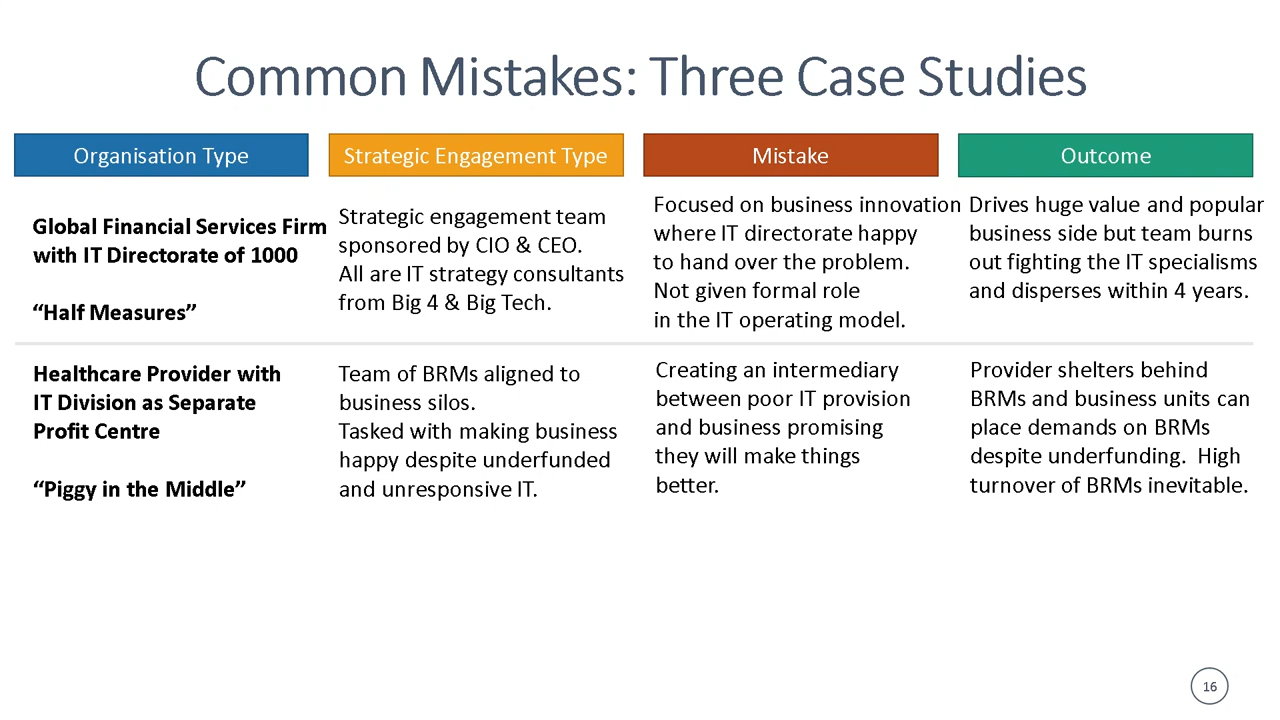 Common Mistakes: Three Case Studies
Organisation Type
Strategic Engagement Type
Mistake
Outcome
Global Financial Services Firm
with IT Directorate of 1000
“Half Measures”
Strategic engagement team
sponsored by CIO & CEO.
All are IT strategy consultants
from Big 4 & Big Tech.
Focused on business innovation
where IT directorate happy
to hand over the problem.
Not given formal role
in the IT operating model.
Drives huge value and popular
business side but team burns
out fighting the IT specialisms
and disperses within 4 years.
Healthcare Provider with
IT Division as Separate
Profit Centre
“Piggy in the Middle”
Team of BRMs aligned to
business silos.
Tasked with making business
happy despite underfunded
and unresponsive IT.
Creating an intermediary
between poor IT provision
and business promising
they will make things
better.
Provider shelters behind
BRMs and business units can
place demands on BRMs
despite underfunding.  High
turnover of BRMs inevitable.
16